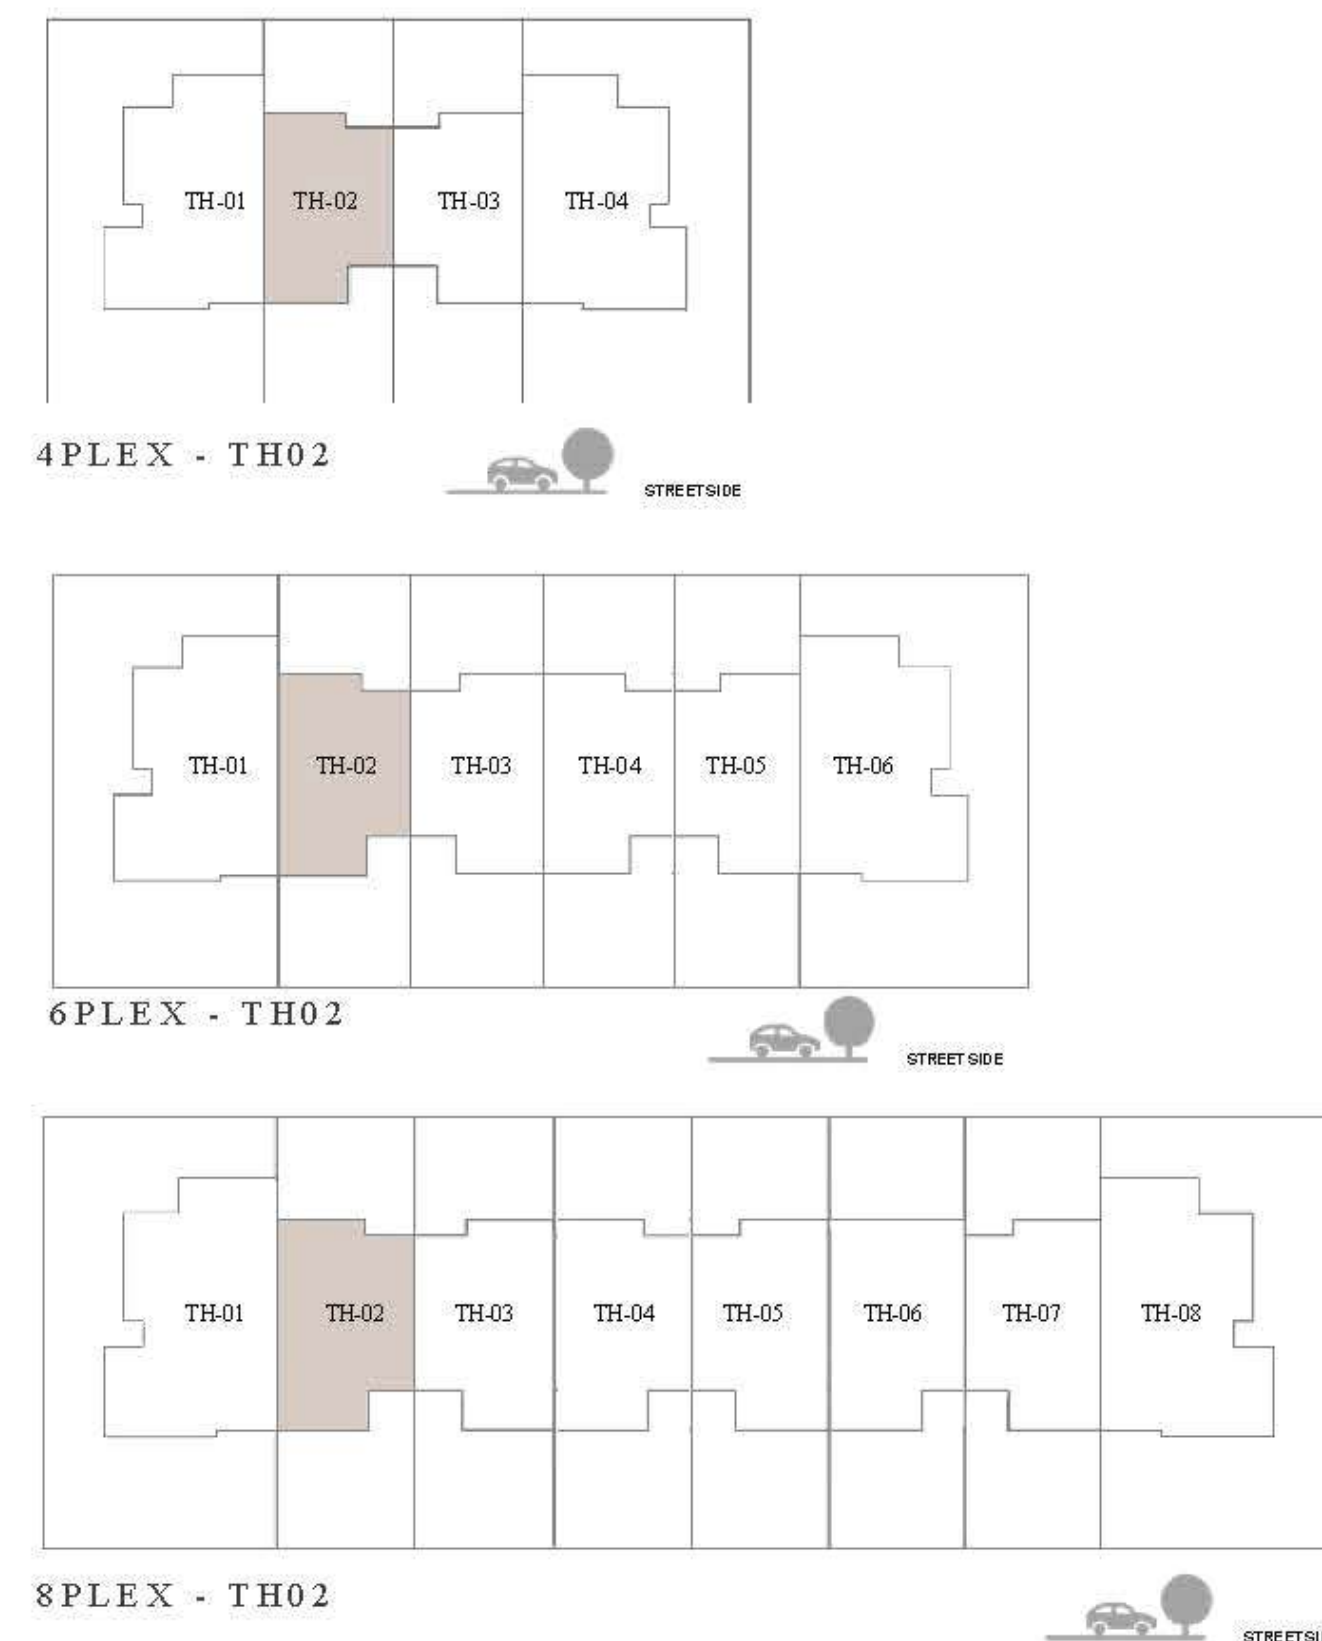 TH-01 TH-02 TH-03 TH-04
4PLEX - TH02
STREETSIDE
TH-01 TH-02 TH-03 TH-04 TH-05 TH-06
6PLEX - TH02
STREETSIDE
TH-01 TH-02 TH-03 TH-04 TH-05 TH-06 TH-07 TH-08
8PLEX - TH02